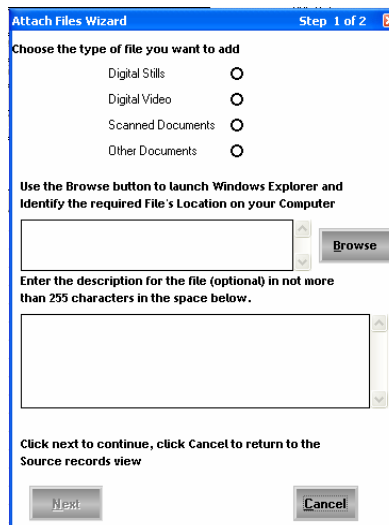 Attach Files Wizard Step 1 of 2
Choose the type of file you want to add
Digital Stills
Digital Video
Scanned Documents
Other Documents
Use the Browse button to launch Windows Explorer and
Identify the required File's Location on your Computer
Browse
Enter the description for the file (optional) in not more
than 255 characters in the space below.
Click next to continue, click Cancel to return to the
Source records view
Next Cancel